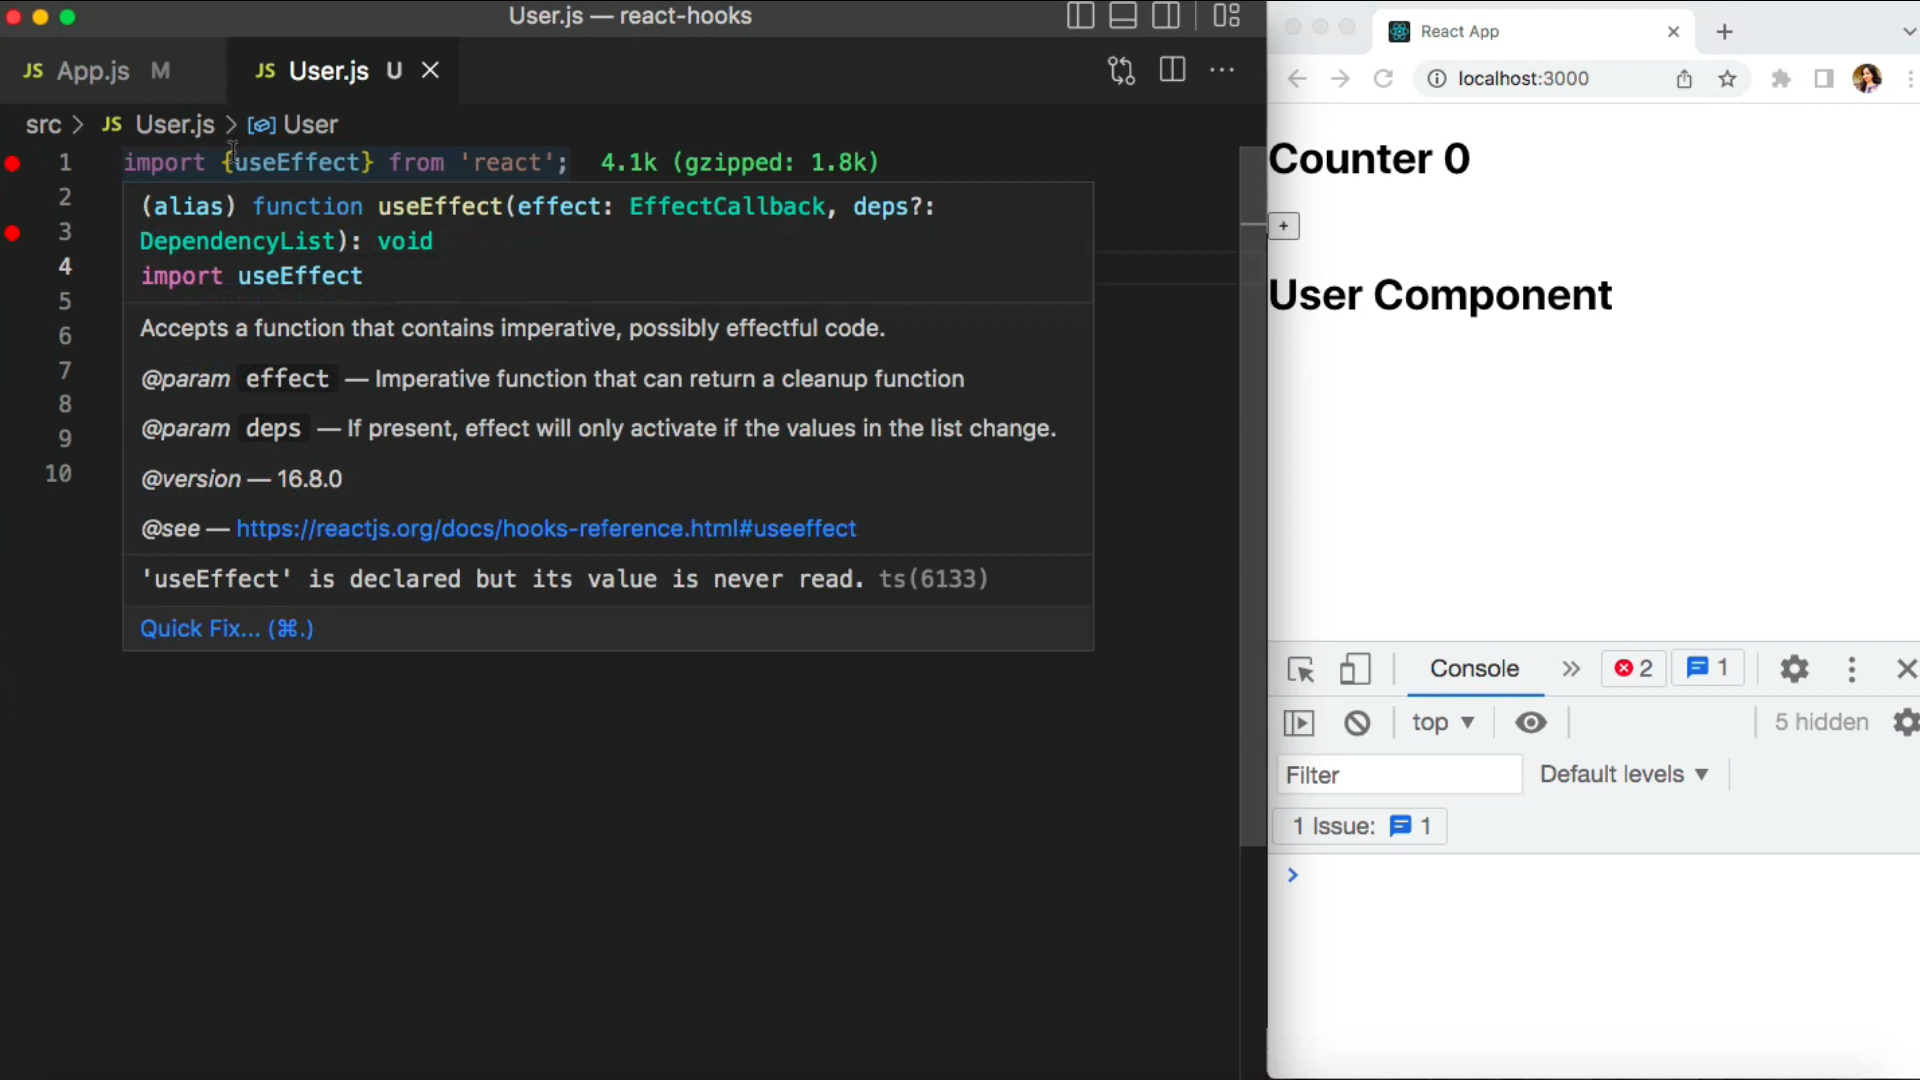 User.js — react-hooks
JS App.js M
JS User.js U
src > JS User.js > User
1 import {useEffect} from 'react'; 4.1k (gzipped: 1.8k)
2
3
4
5
6
7
8
9
10
(alias) function useEffect(effect: EffectCallback, deps?:
DependencyList): void
import useEffect
Accepts a function that contains imperative, possibly effectful code.
@param effect — Imperative function that can return a cleanup function
@param deps — If present, effect will only activate if the values in the list change.
@version — 16.8.0
@see — https://reactjs.org/docs/hooks-reference.html#useeffect
'useEffect' is declared but its value is never read. ts(6133)
Quick Fix... (⌘.)
React App
localhost:3000
Counter 0
+
User Component
Console » 2 1
top ▼ 5 hidden
Filter Default levels ▼
1 Issue: 1
>